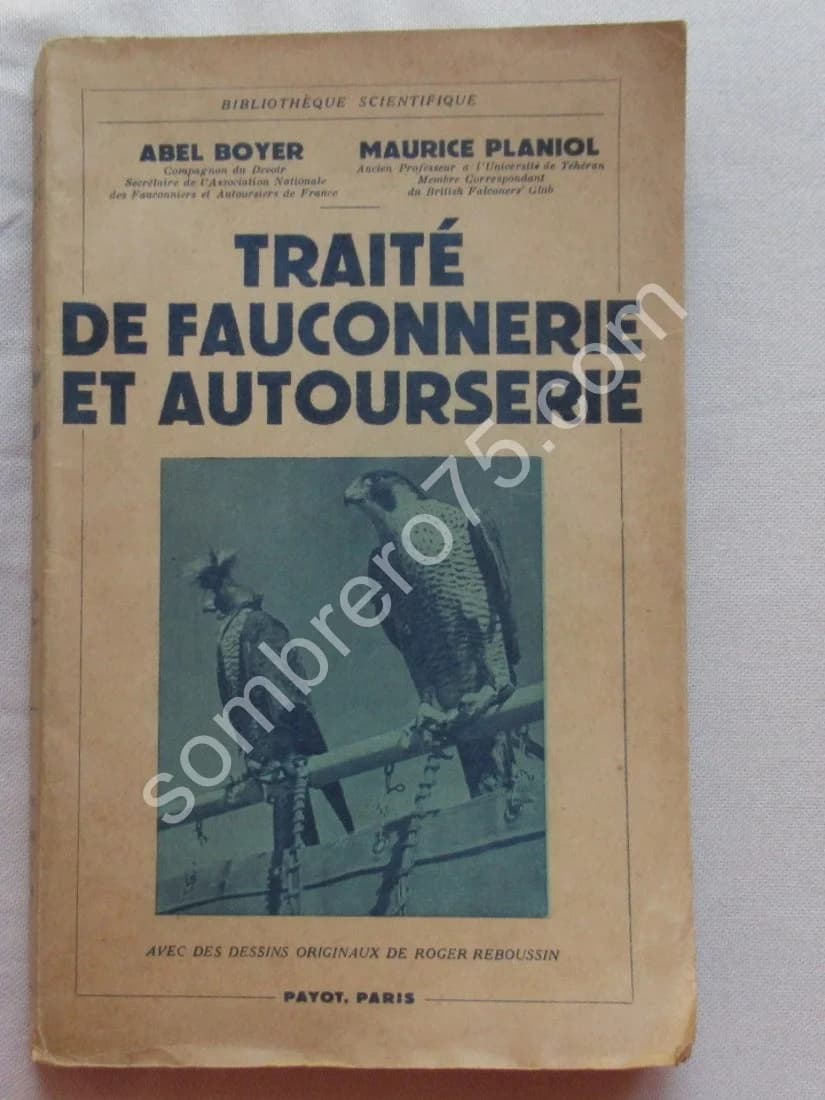 BIBLIOTHÈQUE SCIENTIFIQUE
ABEL BOYER
Compagnon du Devoir
Secrétaire de l'Association Nationale
des Fauconniers et Autoursiers de France
MAURICE PLANIOL
Ancien Professeur à l'Université de Téhéran
Membre Correspondant
du British Falconers' Club
TRAITÉ
DE FAUCONNERIE
ET AUTOURSERIE
AVEC DES DESSINS ORIGINAUX DE ROGER REBOUSSIN
PAYOT, PARIS
sombrero75.com